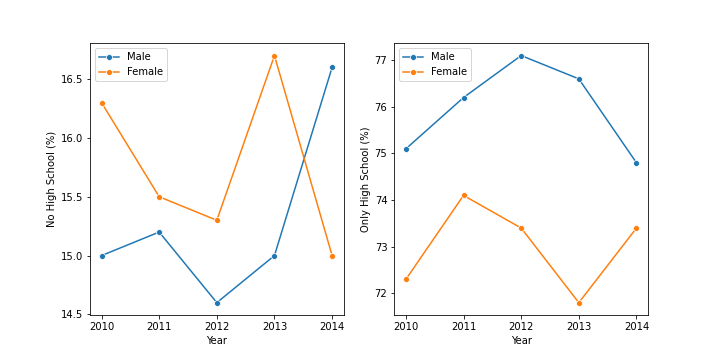 Male
Female
No High School (%)
16.5
16.0
15.5
15.0
14.5
2010 2011 2012 2013 2014
Year
Male
Female
Only High School (%)
77
76
75
74
73
72
2010 2011 2012 2013 2014
Year